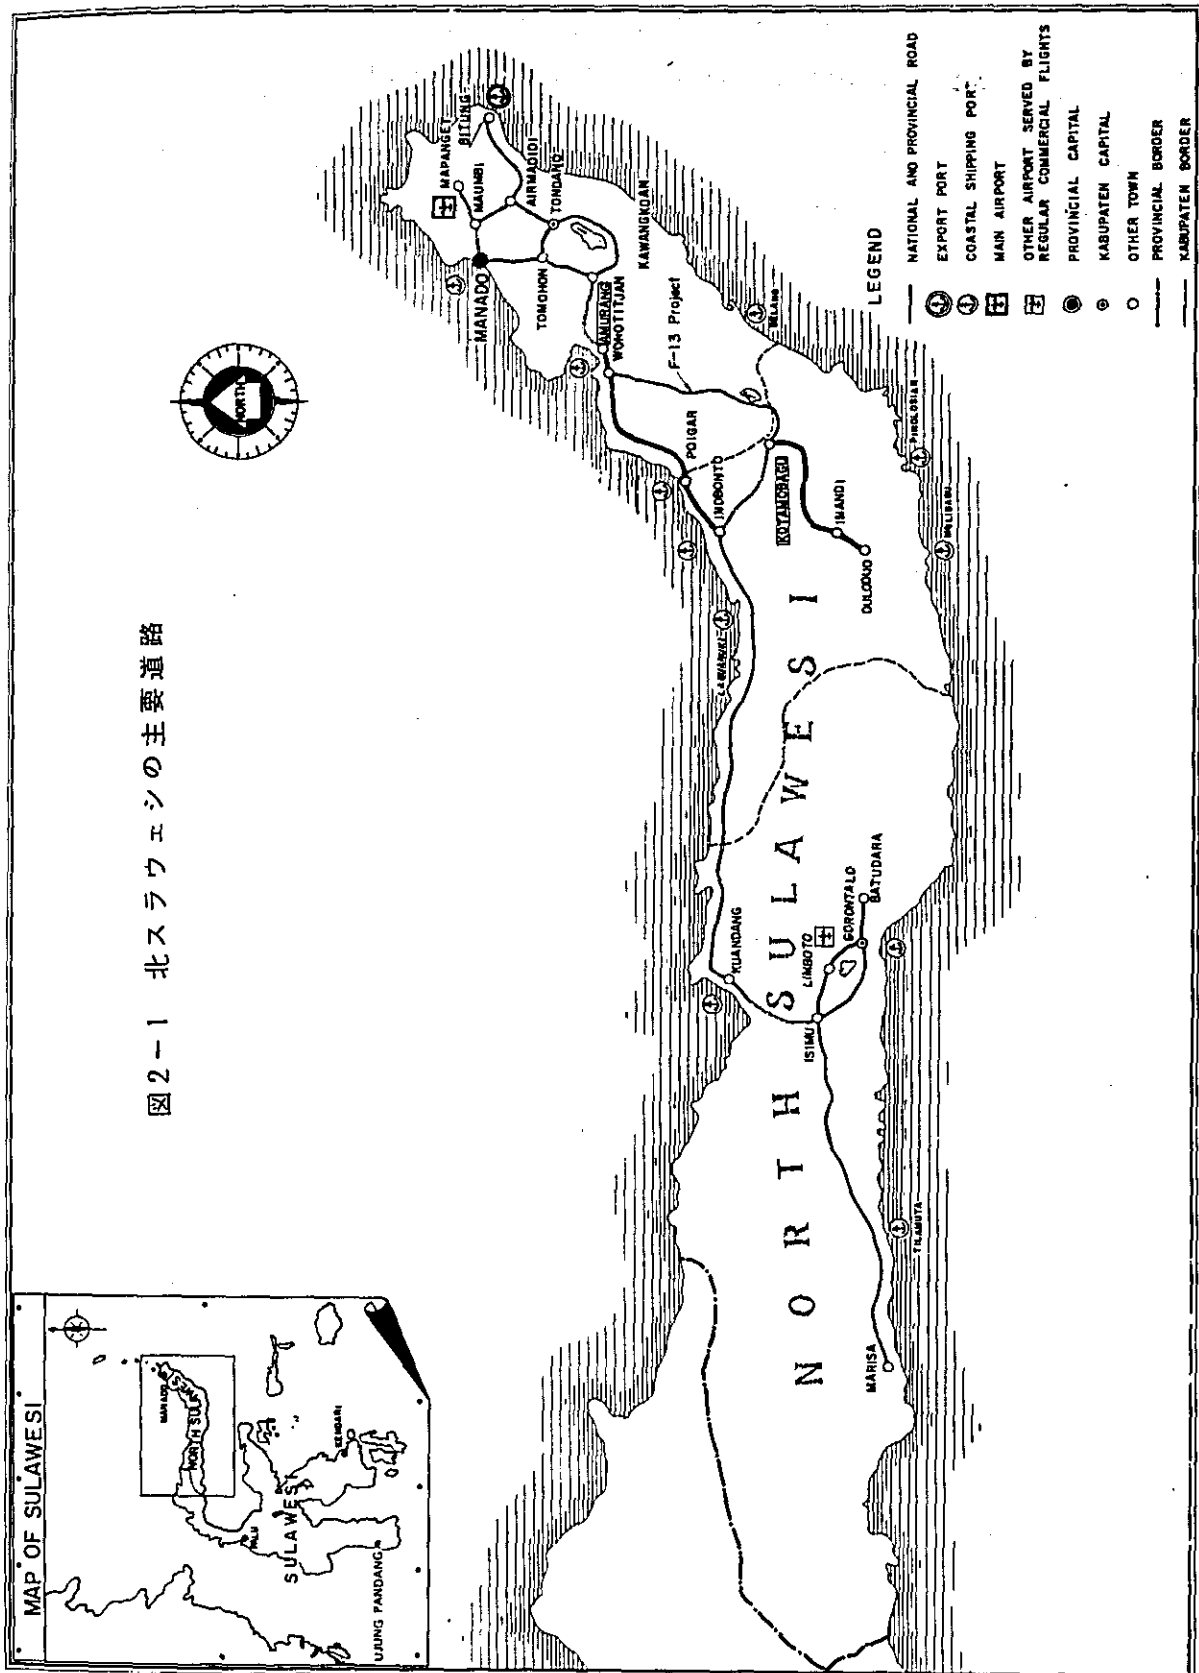 図2-1 北スラウェシの主要道路
MAP OF SULAWESI
MANADO
NORTH SUL
PALU
SULAWESI
KENDARI
UJUNG PANDANG
NORTH
MAPANGET
BITUNG
MAUMBI
AIRMADIDI
TONDANO
MANADO
TOMOHON
KAWANGKOAN
AMURANG
WONOTITJAN
F-13 Project
BELANG
POIGAR
INOBONTO
KOTAMOBAGU
IMANDI
DULODUO
PINOLOSIAN
MOLIBAGU
NORTH SULAWESI
KUANDANG
LIMBOTO
GORONTALO
BATUDARA
ISIMU
TILAMUTA
MARISA
LEGEND
NATIONAL AND PROVINCIAL ROAD
EXPORT PORT
COASTAL SHIPPING PORT
MAIN AIRPORT
OTHER AIRPORT SERVED BY
REGULAR COMMERCIAL FLIGHTS
PROVINCIAL CAPITAL
KABUPATEN CAPITAL
OTHER TOWN
PROVINCIAL BORDER
KABUPATEN BORDER